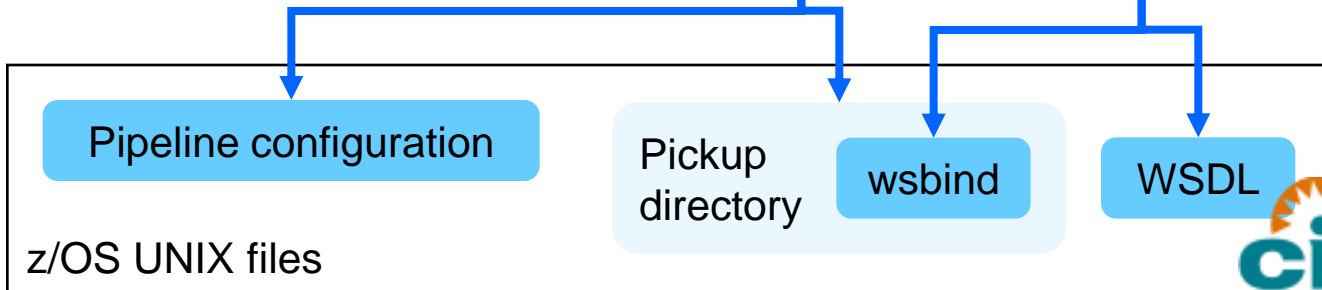 Pipeline configuration
Pickup
directory
wsbind
WSDL
z/OS UNIX files